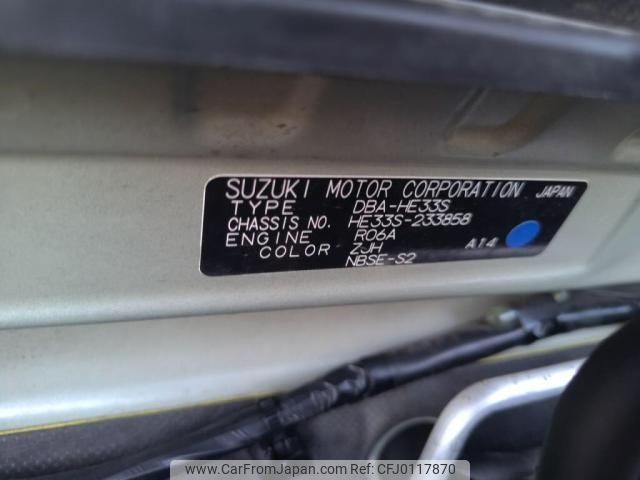 SUZUKI MOTOR CORPORATION JAPAN
TYPE DBA-HE33S
CHASSIS NO. HE33S-233858
ENGINE R06A
COLOR ZJH A14
NBSE-S2
www.CarFromJapan.com | CFJ0117870